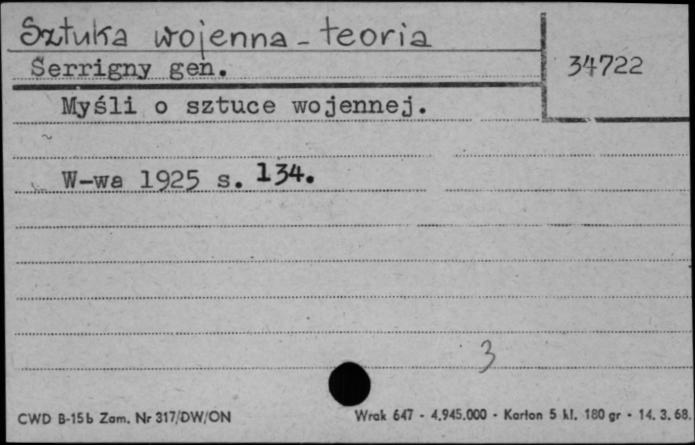 Sztuka wojenna - teoria
34722
Serrigny gen.
Myśli o sztuce wojennej.
W-wa 1925 s. 134.
3
CWD B-15b Zam. Nr 317/DW/ON
Wrak 647 - 4.945.000 - Karton 5 kl. 180 gr - 14. 3. 68.